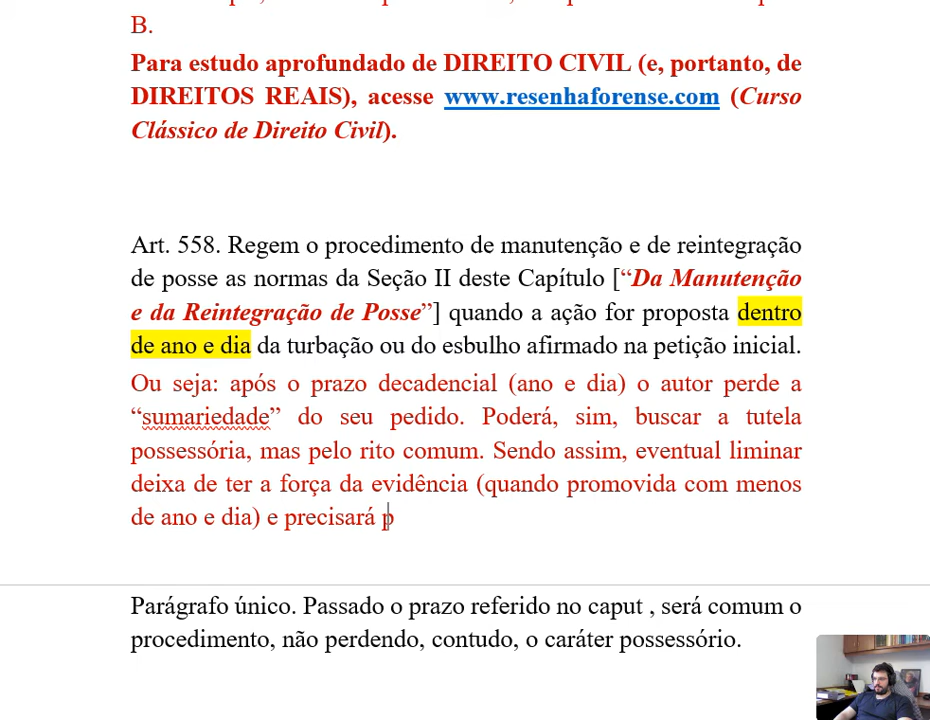 B.
Para estudo aprofundado de DIREITO CIVIL (e, portanto, de
DIREITOS REAIS), acesse www.resenhaforense.com (Curso
Clássico de Direito Civil).
Art. 558. Regem o procedimento de manutenção e de reintegração
de posse as normas da Seção II deste Capítulo [“Da Manutenção
e da Reintegração de Posse”] quando a ação for proposta dentro
de ano e dia da turbação ou do esbulho afirmado na petição inicial.
Ou seja: após o prazo decadencial (ano e dia) o autor perde a
“sumariedade” do seu pedido. Poderá, sim, buscar a tutela
possessória, mas pelo rito comum. Sendo assim, eventual liminar
deixa de ter a força da evidência (quando promovida com menos
de ano e dia) e precisará p
Parágrafo único. Passado o prazo referido no caput , será comum o
procedimento, não perdendo, contudo, o caráter possessório.